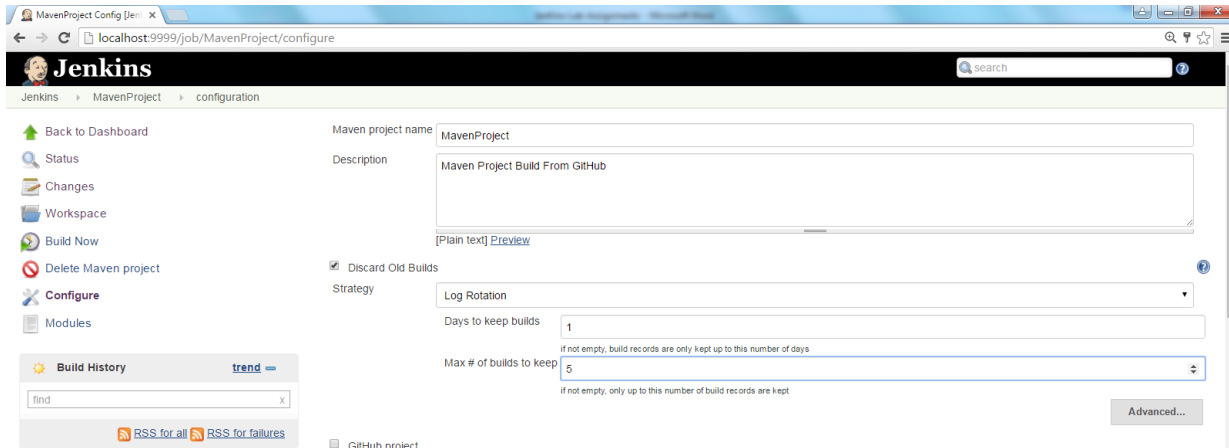 MavenProject Config [Jen
Jenkins Lab Assignments - Microsoft Word
localhost:9999/job/MavenProject/configure
Jenkins
search
Jenkins MavenProject configuration
Back to Dashboard
Status
Changes
Workspace
Build Now
Delete Maven project
Configure
Modules
Build History trend
find x
RSS for all RSS for failures
Maven project name MavenProject
Description Maven Project Build From GitHub
[Plain text] Preview
Discard Old Builds
Strategy Log Rotation
Days to keep builds 1
if not empty, build records are only kept up to this number of days
Max # of builds to keep 5
if not empty, only up to this number of build records are kept
Advanced...
GitHub project